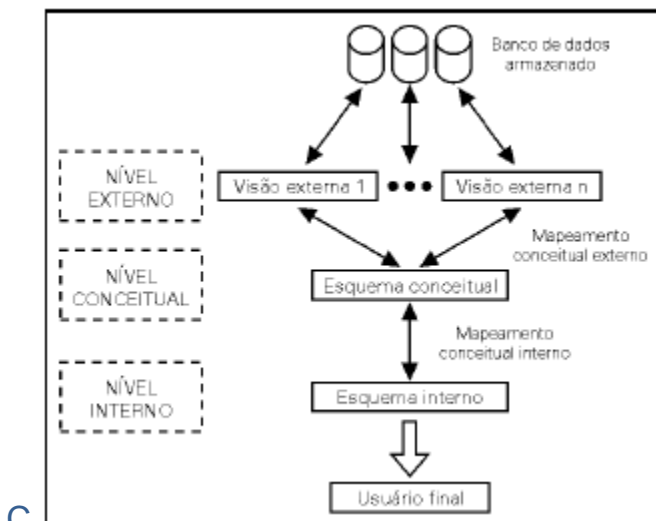 Banco de dados
armazenado
NÍVEL
EXTERNO
Visão externa 1
Visão externa n
Mapeamento
conceitual externo
NÍVEL
CONCEITUAL
Esquema conceitual
Mapeamento
conceitual interno
NÍVEL
INTERNO
Esquema interno
Usuário final
C